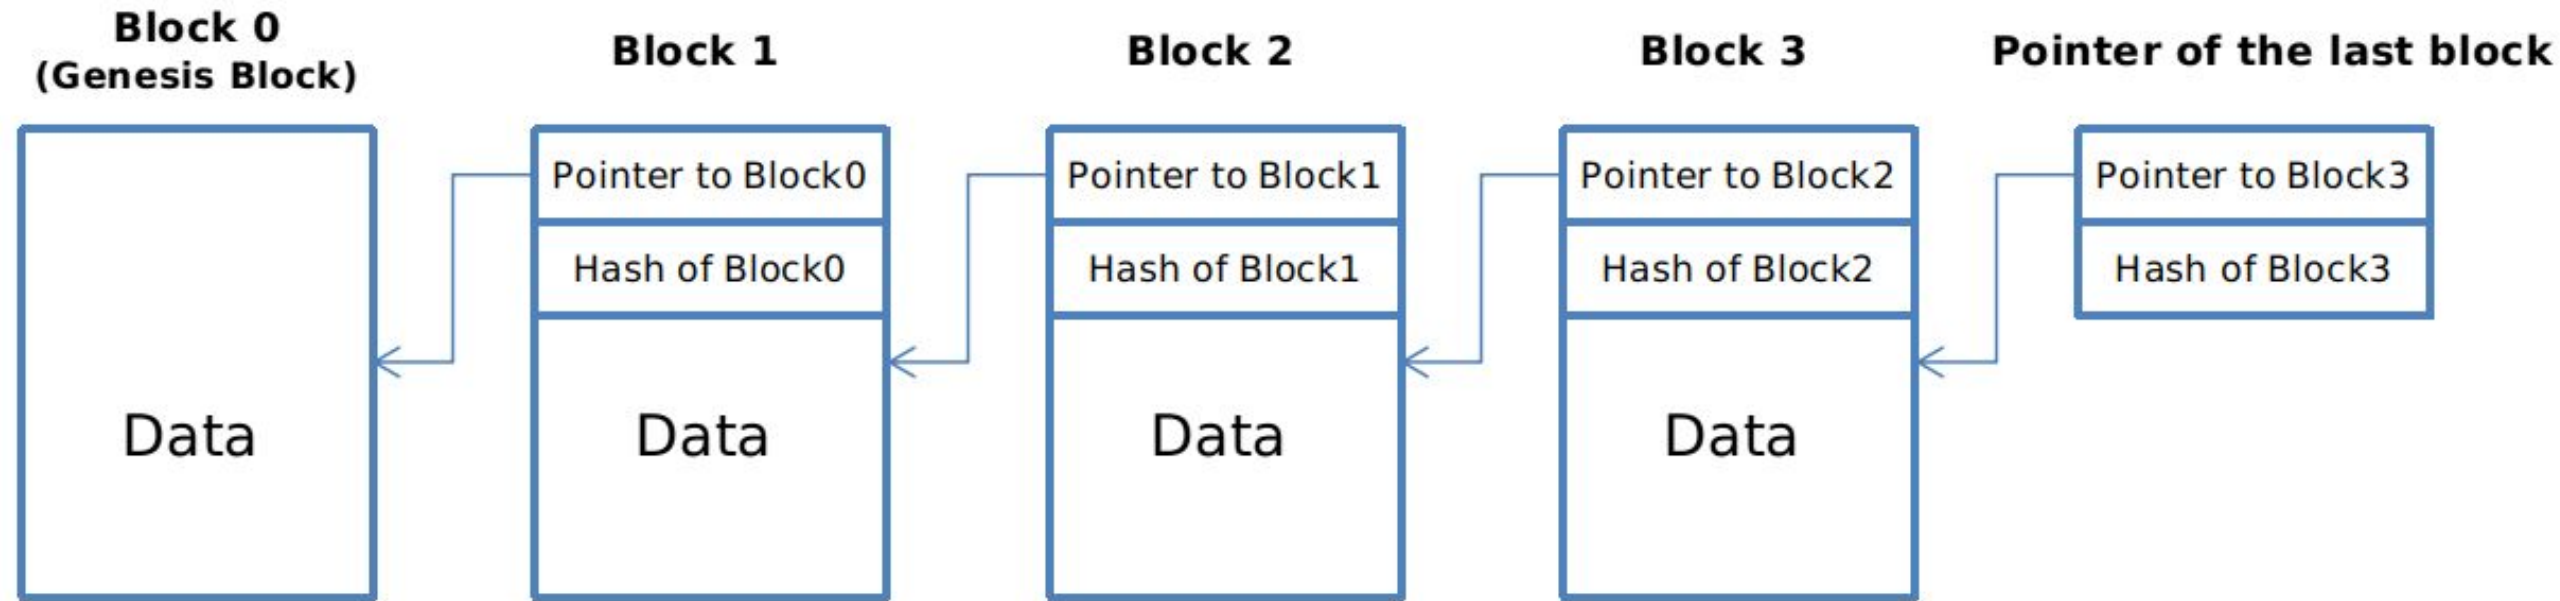 Block 0
(Genesis Block)
Block 1
Block 2
Block 3
Pointer of the last block
Pointer to Block0
Pointer to Block1
Pointer to Block2
Pointer to Block3
Hash of Block0
Hash of Block1
Hash of Block2
Hash of Block3
Data
Data
Data
Data